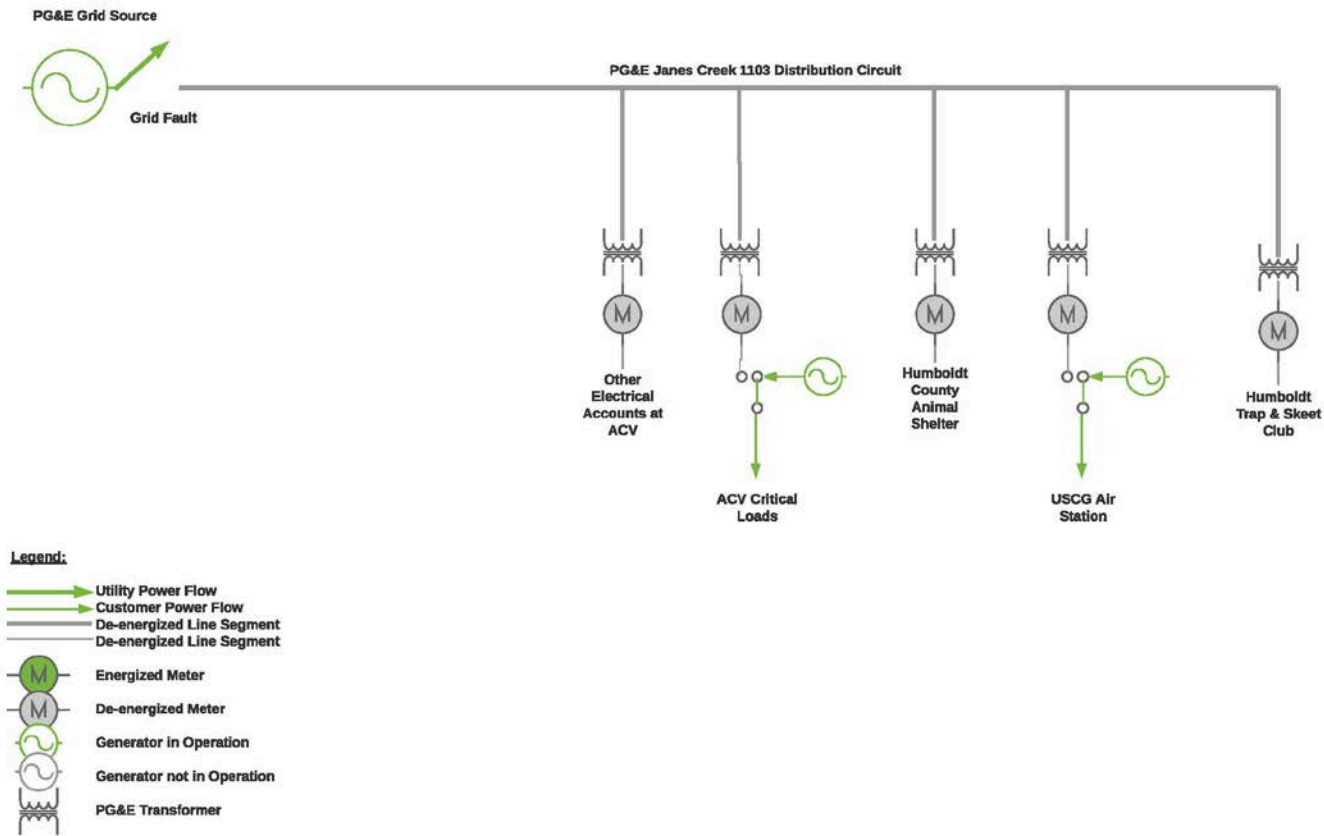 PG&E Grid Source
PG&E Janes Creek 1103 Distribution Circuit
Grid Fault
M
M
M
M
M
Other
Electrical
Accounts at
ACV
Humboldt
County
Animal
Shelter
Humboldt
Trap & Skeet
Club
ACV Critical
Loads
USCG Air
Station
Legend:
Utility Power Flow
Customer Power Flow
De-energized Line Segment
De-energized Line Segment
M
Energized Meter
M
De-energized Meter
Generator in Operation
Generator not in Operation
PG&E Transformer